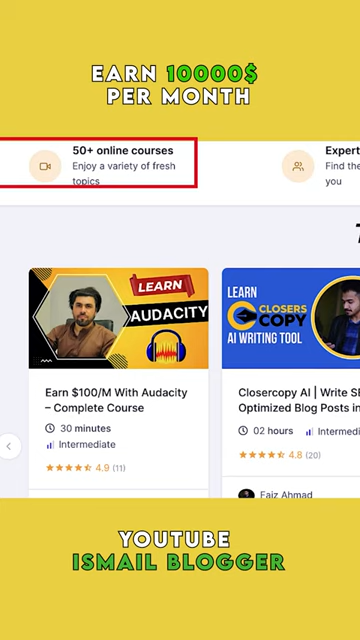 EARN 10000$
PER MONTH
50+ online courses
Enjoy a variety of fresh
topics
Expert
Find the
you
LEARN
AUDACITY
LEARN
CLOSERS
COPY
AI WRITING TOOL
Earn $100/M With Audacity
– Complete Course
30 minutes
Intermediate
4.9 (11)
Closercopy AI | Write SE
Optimized Blog Posts in
02 hours
Intermedi
4.8 (20)
Faiz Ahmad
YOUTUBE
ISMAIL BLOGGER